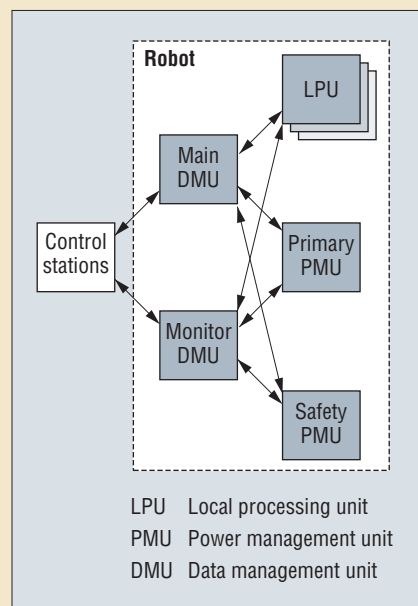 Robot
LPU
Main
DMU
Control
stations
Primary
PMU
Monitor
DMU
Safety
PMU
LPU Local processing unit
PMU Power management unit
DMU Data management unit